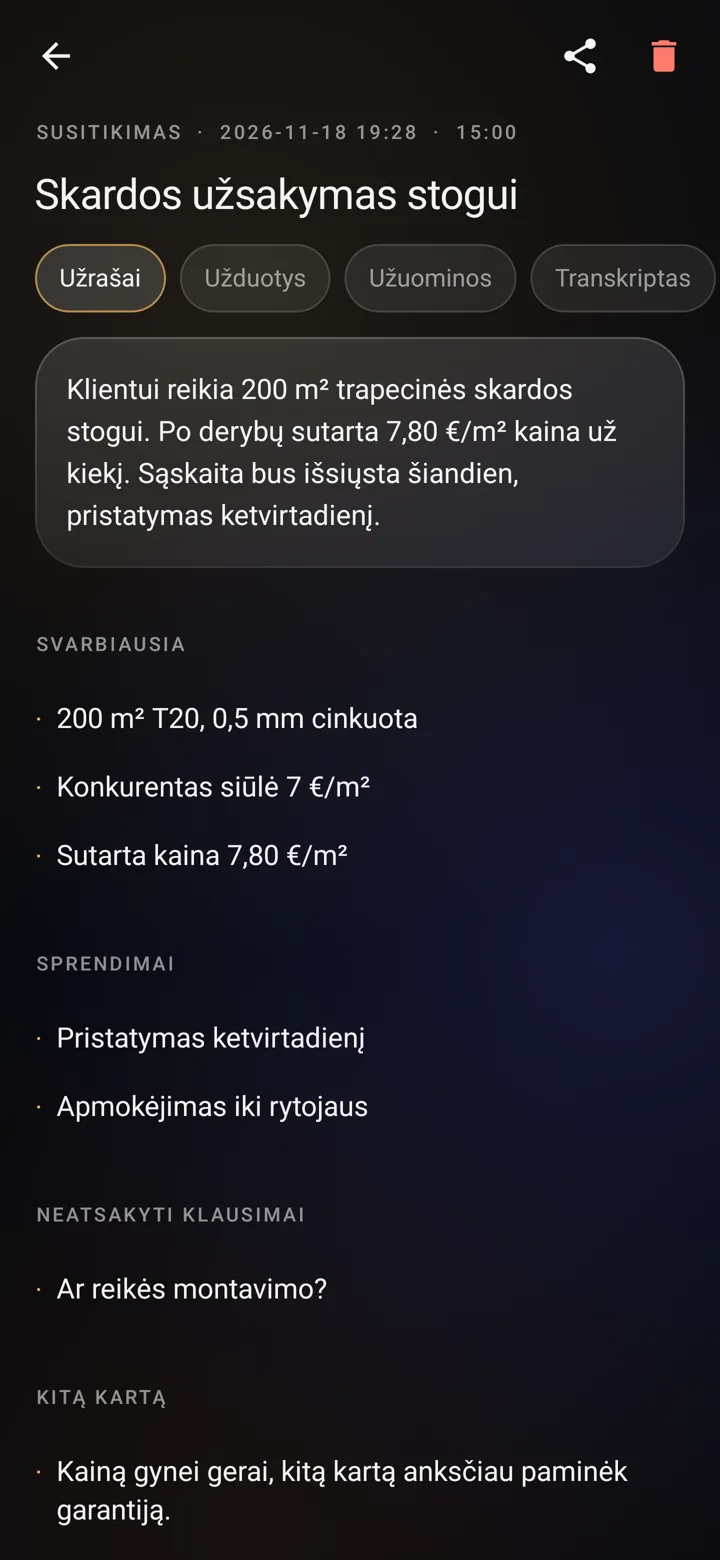 SUSITIKIMAS · 2026-11-18 19:28 · 15:00
Skardos užsakymas stogui
Užrašai Užduotys Užuominos Transkriptas
Klientui reikia 200 m² trapecinės skardos
stogui. Po derybų sutarta 7,80 €/m² kaina už
kiekį. Sąskaita bus išsiųsta šiandien,
pristatymas ketvirtadienį.
SVARBIAUSIA
· 200 m² T20, 0,5 mm cinkuota
· Konkurentas siūlė 7 €/m²
· Sutarta kaina 7,80 €/m²
SPRENDIMAI
· Pristatymas ketvirtadienį
· Apmokėjimas iki rytojaus
NEATSAKYTI KLAUSIMAI
· Ar reikės montavimo?
KITĄ KARTĄ
· Kainą gynei gerai, kitą kartą anksčiau paminėk
garantiją.